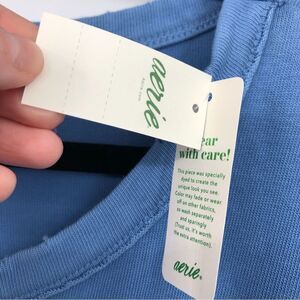 aerie
ear
with care!
This piece was specially
dyed to create the
unique look you see.
Color may fade or wear
off on other fabrics,
so wash separately
and sparingly
(Trust us, it's worth
the extra attention).
aerie®